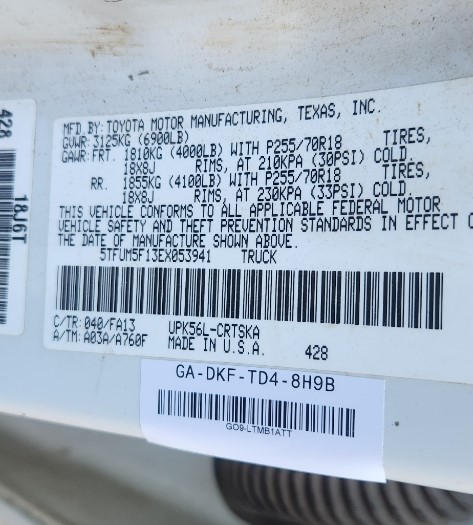 MFD BY: TOYOTA MOTOR MANUFACTURING, TEXAS, INC.
GVWR: 3125KG (6900LB)
GAWR: FRT. 1810KG (4000LB) WITH P255/70R18 TIRES,
18X8J RIMS, AT 210KPA (30PSI) COLD.
RR. 1855KG (4100LB) WITH P255/70R18 TIRES,
18X8J RIMS, AT 230KPA (33PSI) COLD.
THIS VEHICLE CONFORMS TO ALL APPLICABLE FEDERAL MOTOR
VEHICLE SAFETY AND THEFT PREVENTION STANDARDS IN EFFECT O
THE DATE OF MANUFACTURE SHOWN ABOVE.
5TFUM5F13EX053941 TRUCK
C/TR: 040/FA13 UPK56L-CRTSKA
A/TM: A03A/A760F MADE IN U.S.A. 428
GA-DKF-TD4-8H9B
GO9-LTMB1ATT
428
18J6T